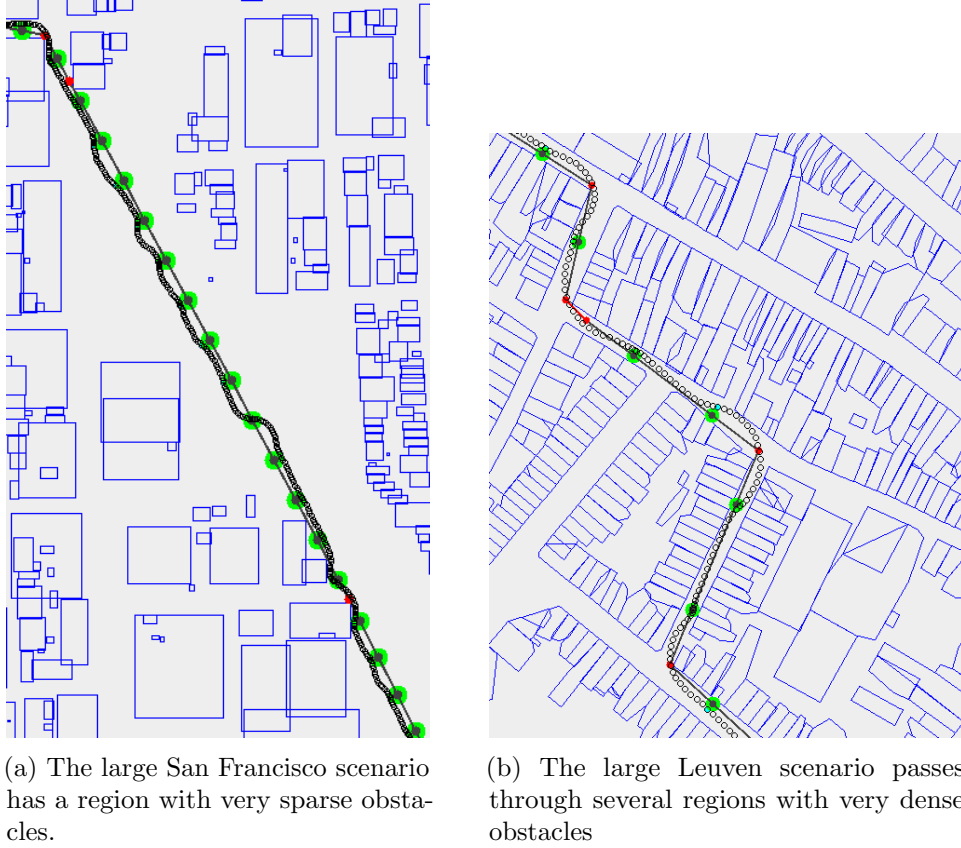 (a) The large San Francisco scenario
has a region with very sparse obsta-
cles.
(b) The large Leuven scenario passes
through several regions with very dense
obstacles